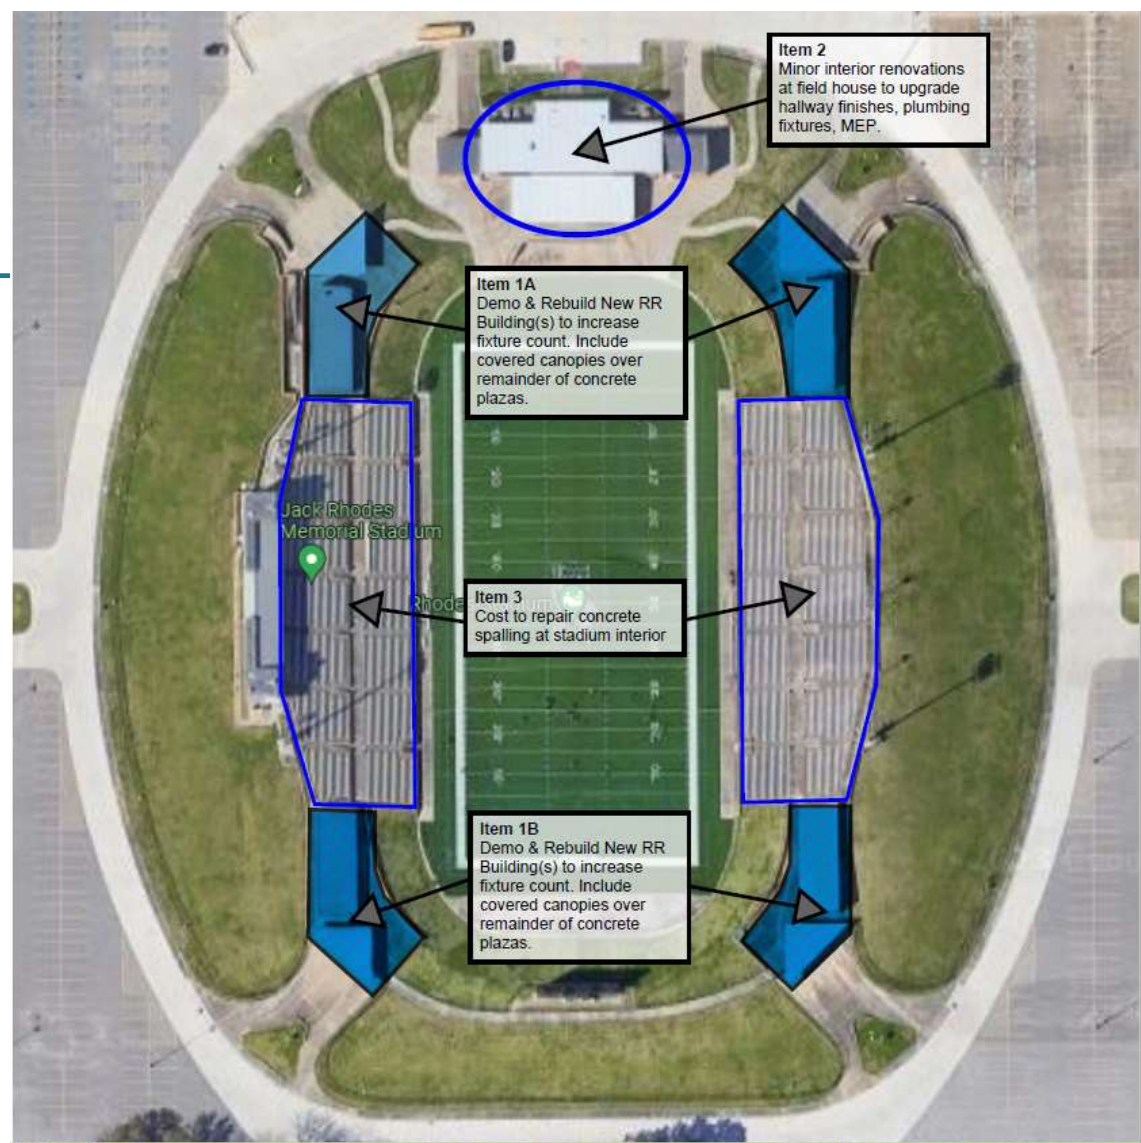 Item 2
Minor interior renovations
at field house to upgrade
hallway finishes, plumbing
fixtures, MEP.
Item 1A
Demo & Rebuild New RR
Building(s) to increase
fixture count. Include
covered canopies over
remainder of concrete
plazas.
Jack Rhodes
Memorial Stadium
Item 3
Cost to repair concrete
spalling at stadium interior
Item 1B
Demo & Rebuild New RR
Building(s) to increase
fixture count. Include
covered canopies over
remainder of concrete
plazas.